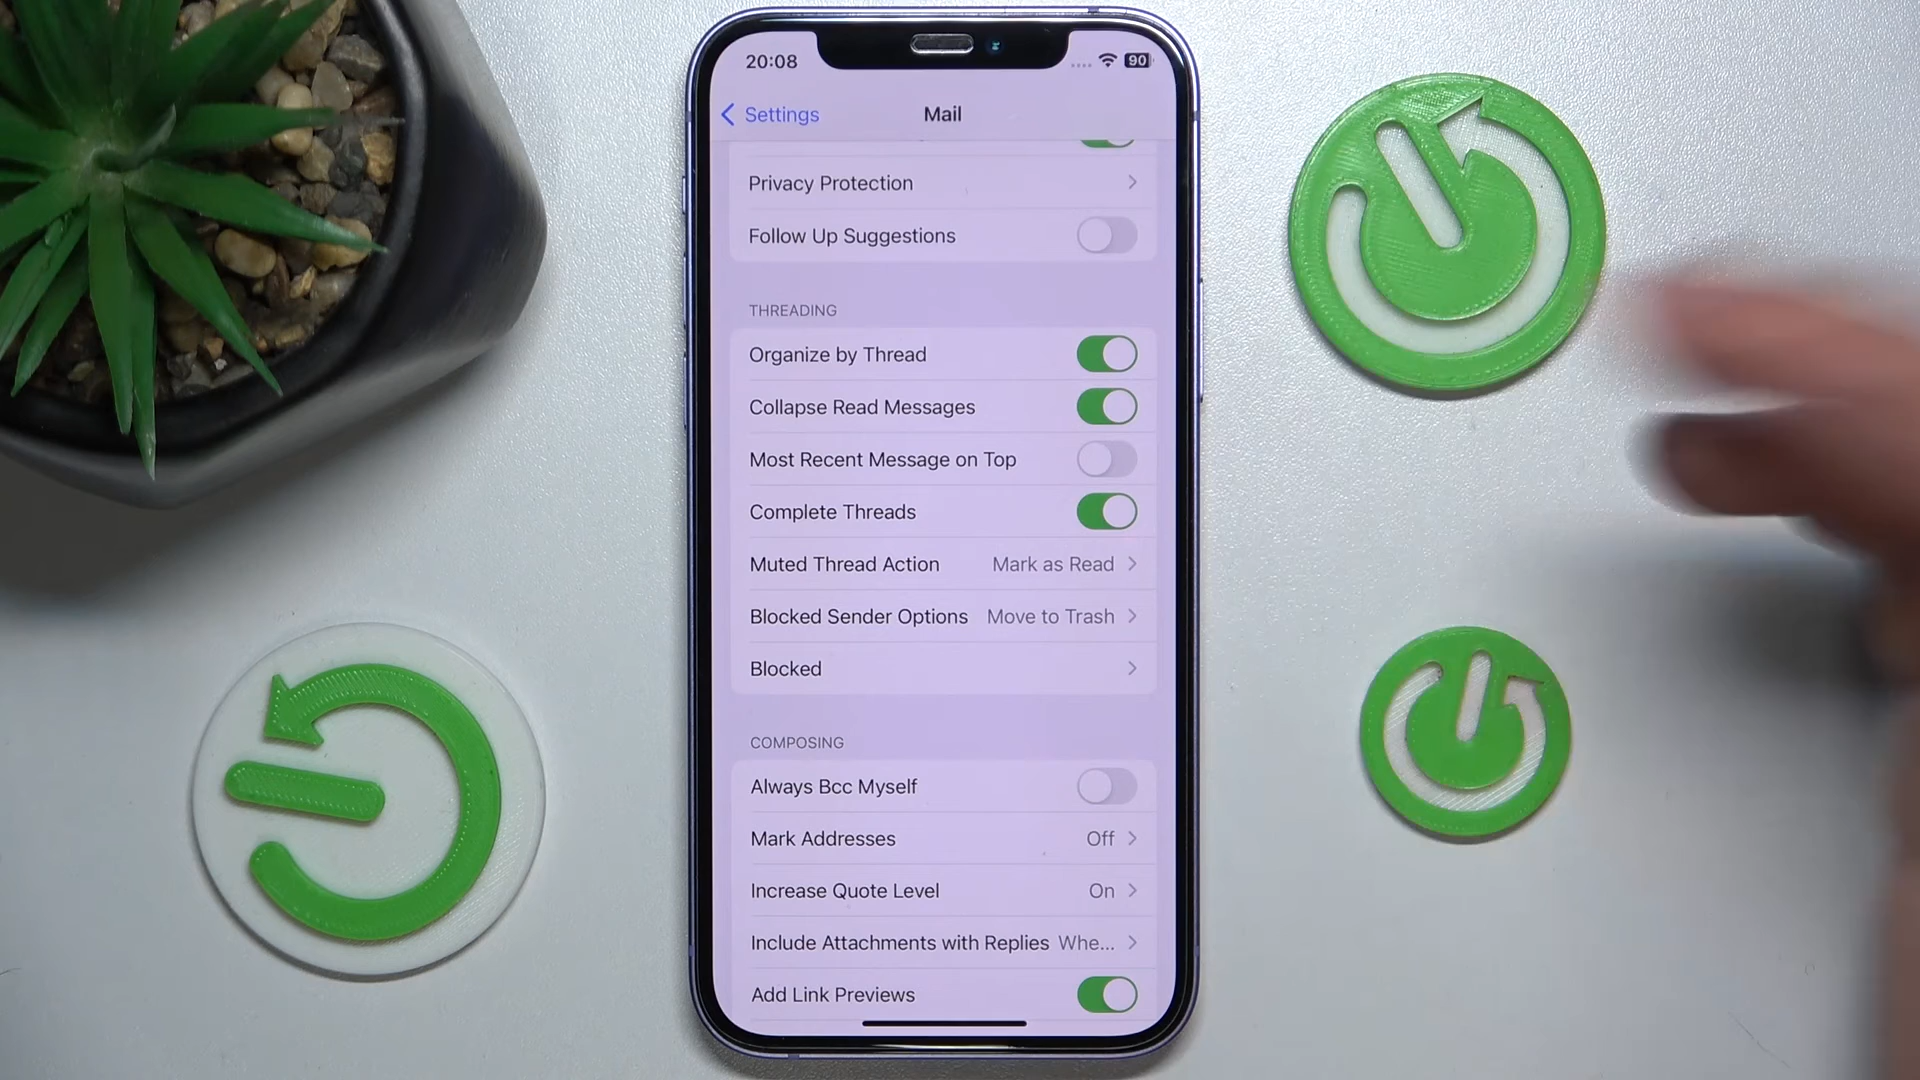 20:08
90
Settings
Mail
Privacy Protection
Follow Up Suggestions
THREADING
Organize by Thread
Collapse Read Messages
Most Recent Message on Top
Complete Threads
Muted Thread Action Mark as Read
Blocked Sender Options Move to Trash
Blocked
COMPOSING
Always Bcc Myself
Mark Addresses Off
Increase Quote Level On
Include Attachments with Replies Whe...
Add Link Previews